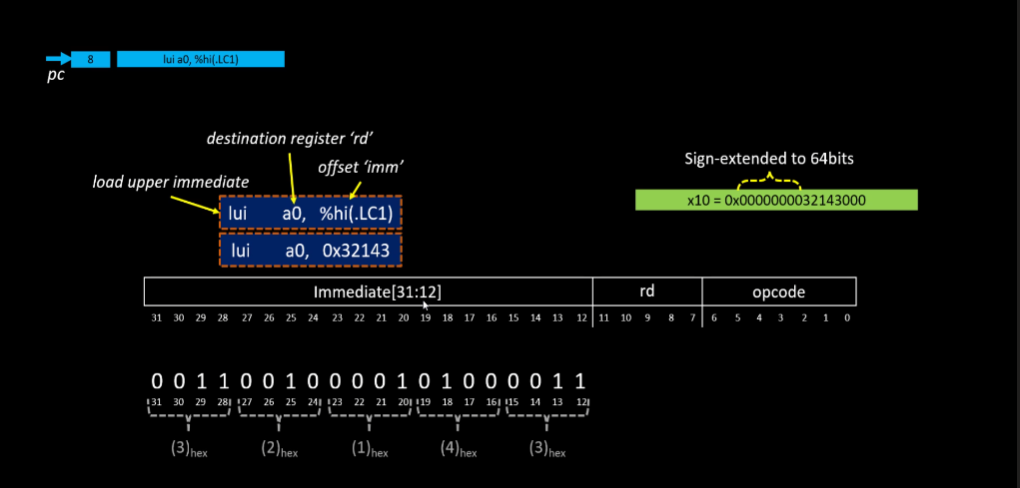 8 lui a0, %hi(.LC1)
pc
destination register 'rd'
offset 'imm'
load upper immediate
lui a0, %hi(.LC1)
lui a0, 0x32143
Sign-extended to 64bits
x10 = 0x0000000032143000
Immediate[31:12] rd opcode
31 30 29 28 27 26 25 24 23 22 21 20 19 18 17 16 15 14 13 12 11 10 9 8 7 6 5 4 3 2 1 0
0 0 1 1 0 0 1 0 0 0 0 1 0 1 0 0 0 0 1 1
31 30 29 28 27 26 25 24 23 22 21 20 19 18 17 16 15 14 13 12
(3)hex (2)hex (1)hex (4)hex (3)hex